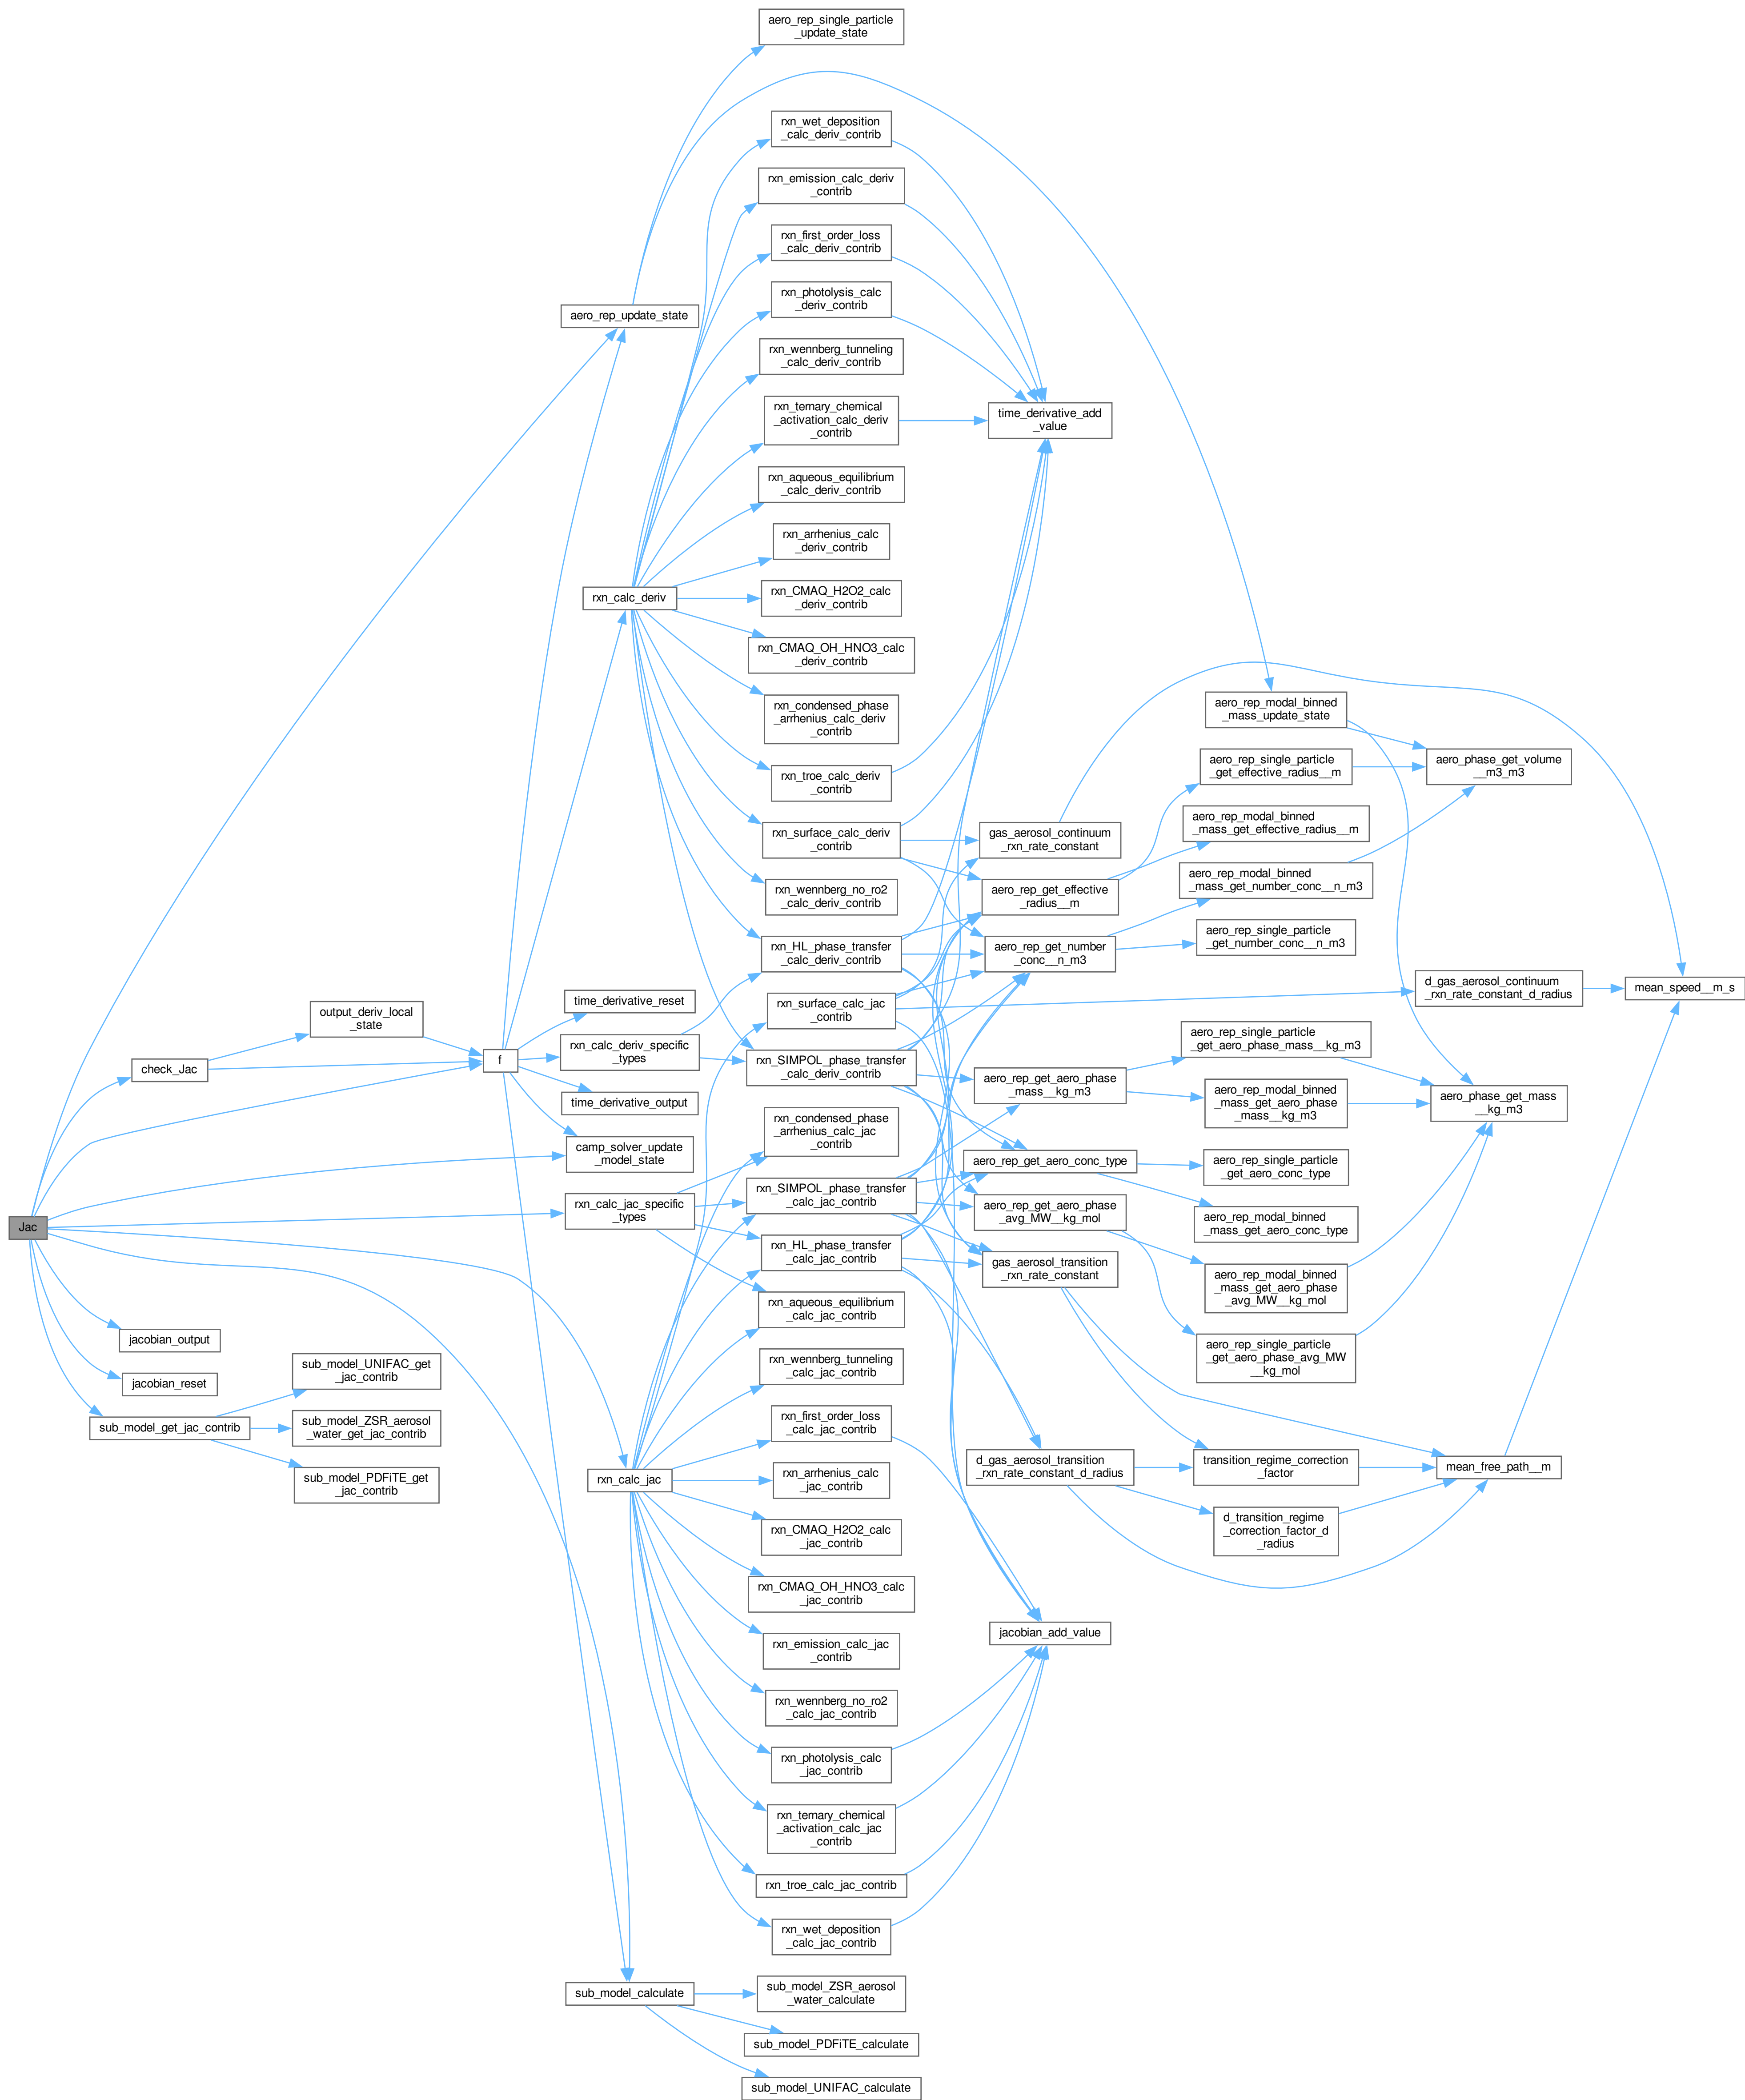 aero_rep_single_particle
_update_state
rxn_wet_deposition
_calc_deriv_contrib
rxn_emission_calc_deriv
_contrib
rxn_first_order_loss
_calc_deriv_contrib
rxn_photolysis_calc
_deriv_contrib
aero_rep_update_state
rxn_wennberg_tunneling
_calc_deriv_contrib
rxn_ternary_chemical
_activation_calc_deriv
_contrib
time_derivative_add
_value
rxn_aqueous_equilibrium
_calc_deriv_contrib
rxn_arrhenius_calc
_deriv_contrib
rxn_calc_deriv
rxn_CMAQ_H2O2_calc
_deriv_contrib
rxn_CMAQ_OH_HNO3_calc
_deriv_contrib
rxn_condensed_phase
_arrhenius_calc_deriv
_contrib
aero_rep_modal_binned
_mass_update_state
rxn_troe_calc_deriv
_contrib
aero_rep_single_particle
_get_effective_radius__m
aero_phase_get_volume
__m3_m3
rxn_surface_calc_deriv
_contrib
gas_aerosol_continuum
_rxn_rate_constant
aero_rep_modal_binned
_mass_get_effective_radius__m
rxn_wennberg_no_ro2
_calc_deriv_contrib
aero_rep_get_effective
_radius__m
aero_rep_modal_binned
_mass_get_number_conc__n_m3
rxn_HL_phase_transfer
_calc_deriv_contrib
aero_rep_get_number
_conc__n_m3
aero_rep_single_particle
_get_number_conc__n_m3
output_deriv_local
_state
time_derivative_reset
rxn_surface_calc_jac
_contrib
d_gas_aerosol_continuum
_rxn_rate_constant_d_radius
mean_speed__m_s
check_Jac
f
rxn_calc_deriv_specific
_types
rxn_SIMPOL_phase_transfer
_calc_deriv_contrib
aero_rep_get_aero_phase
_mass__kg_m3
aero_rep_single_particle
_get_aero_phase_mass__kg_m3
time_derivative_output
aero_rep_modal_binned
_mass_get_aero_phase
_mass__kg_m3
aero_phase_get_mass
__kg_m3
camp_solver_update
_model_state
rxn_condensed_phase
_arrhenius_calc_jac
_contrib
aero_rep_get_aero_conc_type
aero_rep_single_particle
_get_aero_conc_type
Jac
rxn_calc_jac_specific
_types
rxn_SIMPOL_phase_transfer
_calc_jac_contrib
aero_rep_get_aero_phase
_avg_MW__kg_mol
aero_rep_modal_binned
_mass_get_aero_conc_type
rxn_HL_phase_transfer
_calc_jac_contrib
gas_aerosol_transition
_rxn_rate_constant
aero_rep_modal_binned
_mass_get_aero_phase
_avg_MW__kg_mol
rxn_aqueous_equilibrium
_calc_jac_contrib
jacobian_output
aero_rep_single_particle
_get_aero_phase_avg_MW
__kg_mol
sub_model_UNIFAC_get
_jac_contrib
rxn_wennberg_tunneling
_calc_jac_contrib
jacobian_reset
sub_model_get_jac_contrib
sub_model_ZSR_aerosol
_water_get_jac_contrib
rxn_first_order_loss
_calc_jac_contrib
sub_model_PDFiTE_get
_jac_contrib
rxn_calc_jac
rxn_arrhenius_calc
_jac_contrib
d_gas_aerosol_transition
_rxn_rate_constant_d_radius
transition_regime_correction
_factor
mean_free_path__m
rxn_CMAQ_H2O2_calc
_jac_contrib
d_transition_regime
_correction_factor_d
_radius
rxn_CMAQ_OH_HNO3_calc
_jac_contrib
rxn_emission_calc_jac
_contrib
jacobian_add_value
rxn_wennberg_no_ro2
_calc_jac_contrib
rxn_photolysis_calc
_jac_contrib
rxn_ternary_chemical
_activation_calc_jac
_contrib
rxn_troe_calc_jac_contrib
rxn_wet_deposition
_calc_jac_contrib
sub_model_calculate
sub_model_ZSR_aerosol
_water_calculate
sub_model_PDFiTE_calculate
sub_model_UNIFAC_calculate